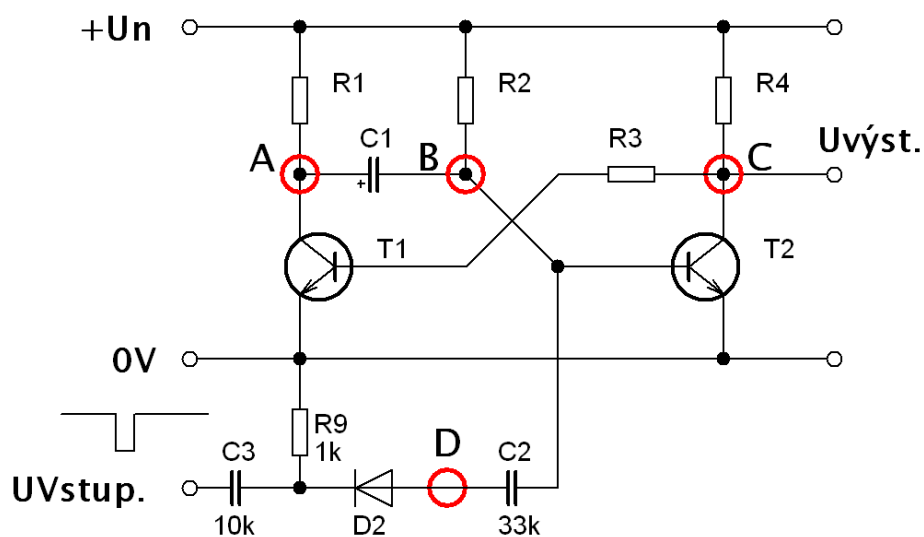 +Un
R1
R2
R4
C1
R3
Uvýst.
A
B
C
+
T1
T2
0V
R9
1k
D
C3
C2
UVstup.
10k
D2
33k